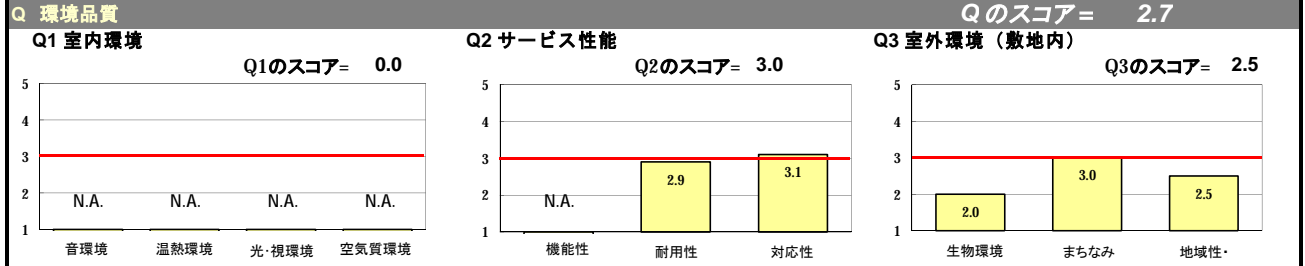 Q 環境品質 Q のスコア = 2.7
Q1 室内環境
Q1のスコア= 0.0
5
4
3
2
1
N.A. N.A. N.A. N.A.
音環境 温熱環境 光・視環境 空気質環境
Q2 サービス性能
Q2のスコア= 3.0
5
4
3
2
1
N.A. 2.9 3.1
機能性 耐用性 対応性
Q3 室外環境（敷地内）
Q3のスコア= 2.5
5
4
3
2
1
2.0 3.0 2.5
生物環境 まちなみ 地域性・